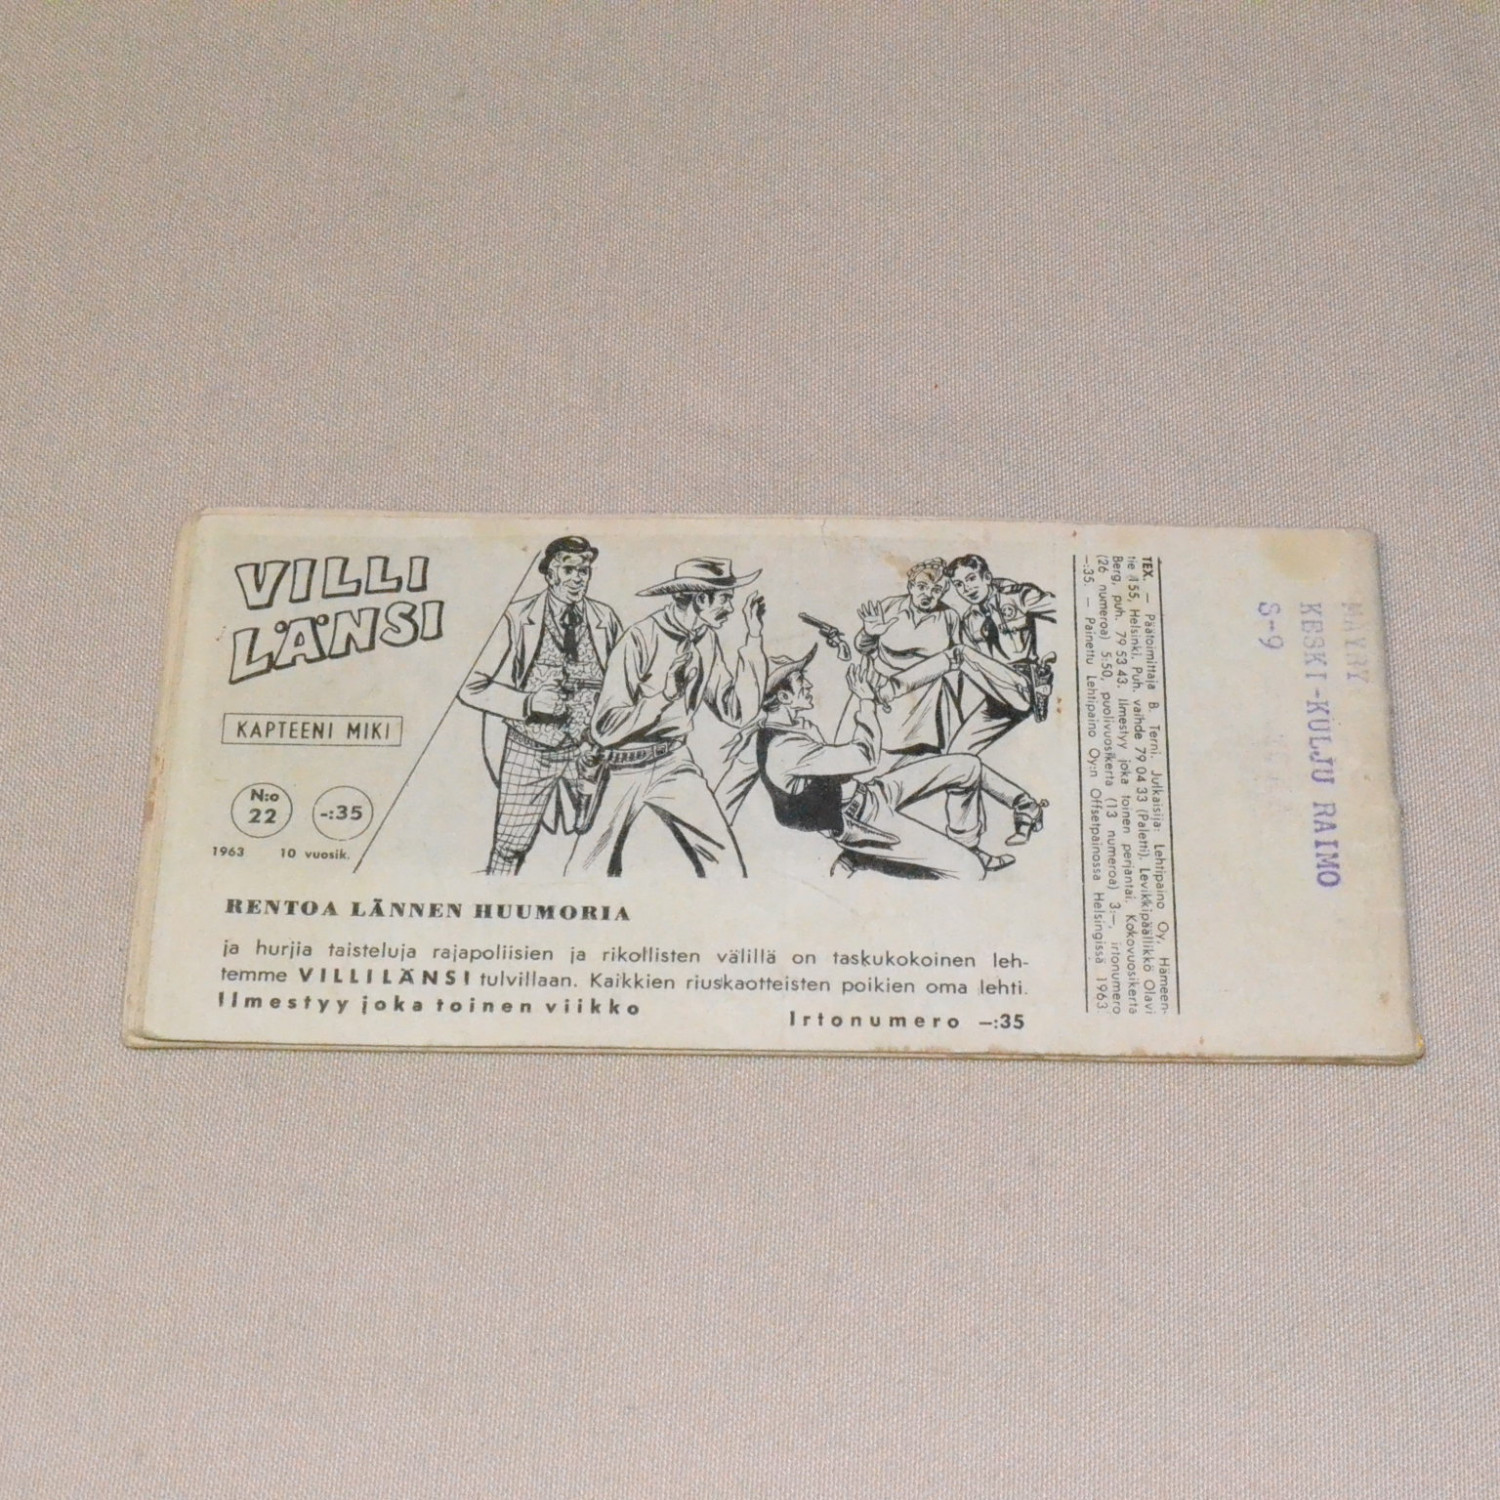 VILLI
LÄNSI
KAPTEENI MIKI
N:o
22
-:35
1963 10 vuosik.
RENTOA LÄNNEN HUUMORIA
ja hurjia taisteluja rajapoliisien ja rikollisten välillä on taskukokoinen leh-
temme VILLI LÄNSI tulvillaan. Kaikkien riuskaotteisten poikien oma lehti.
Ilmestyy joka toinen viikko
Irtonumero —:35
TEX. — Päätoimittaja B. Terni. Julkaisija: Lehtipaino Oy, Hämeen-
tie 155, Helsinki. Puh. vaihde 79 04 33 (Paletti). Levikkipäällikkö Olavi
Berg, puh. 79 53 43. Ilmestyy joka toinen perjantai. Kokovuosikerta
(26 numeroa) 5:50, puolivuosikerta (13 numeroa) 3:—, irtonumero
—:35. — Painettu Lehtipaino Oy:n Offsetpainossa Helsingissä 1963
KESKI-KULJU RAIMO
S-9